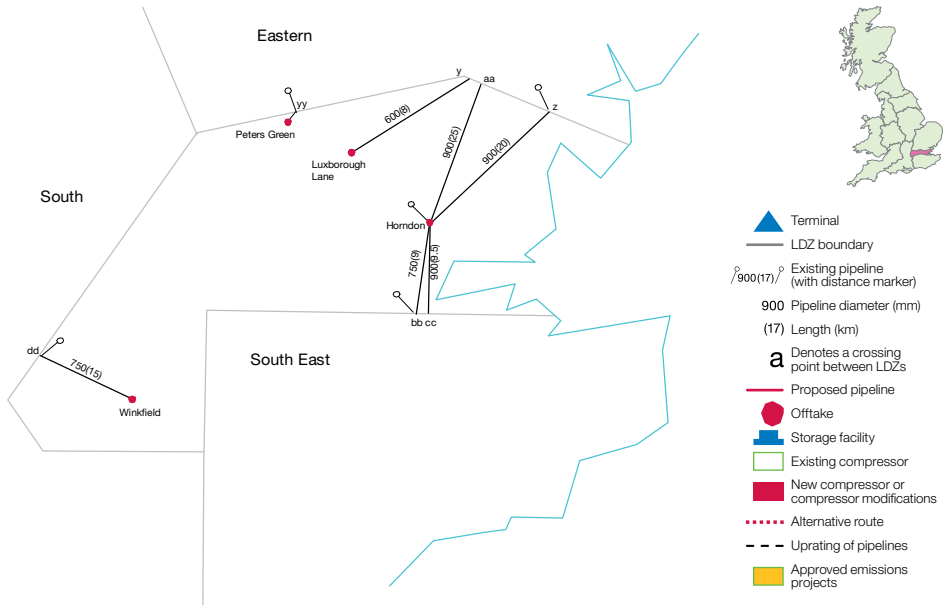 Eastern
y
aa
z
yy
Peters Green
600(8)
Luxborough
Lane
900(25)
900(20)
South
Horndon
750(9)
900(9.5)
bb cc
South East
dd
750(15)
Winkfield
Terminal
LDZ boundary
900(17)
Existing pipeline
(with distance marker)
900 Pipeline diameter (mm)
(17) Length (km)
a Denotes a crossing
point between LDZs
Proposed pipeline
Offtake
Storage facility
Existing compressor
New compressor or
compressor modifications
Alternative route
Uprating of pipelines
Approved emissions
projects